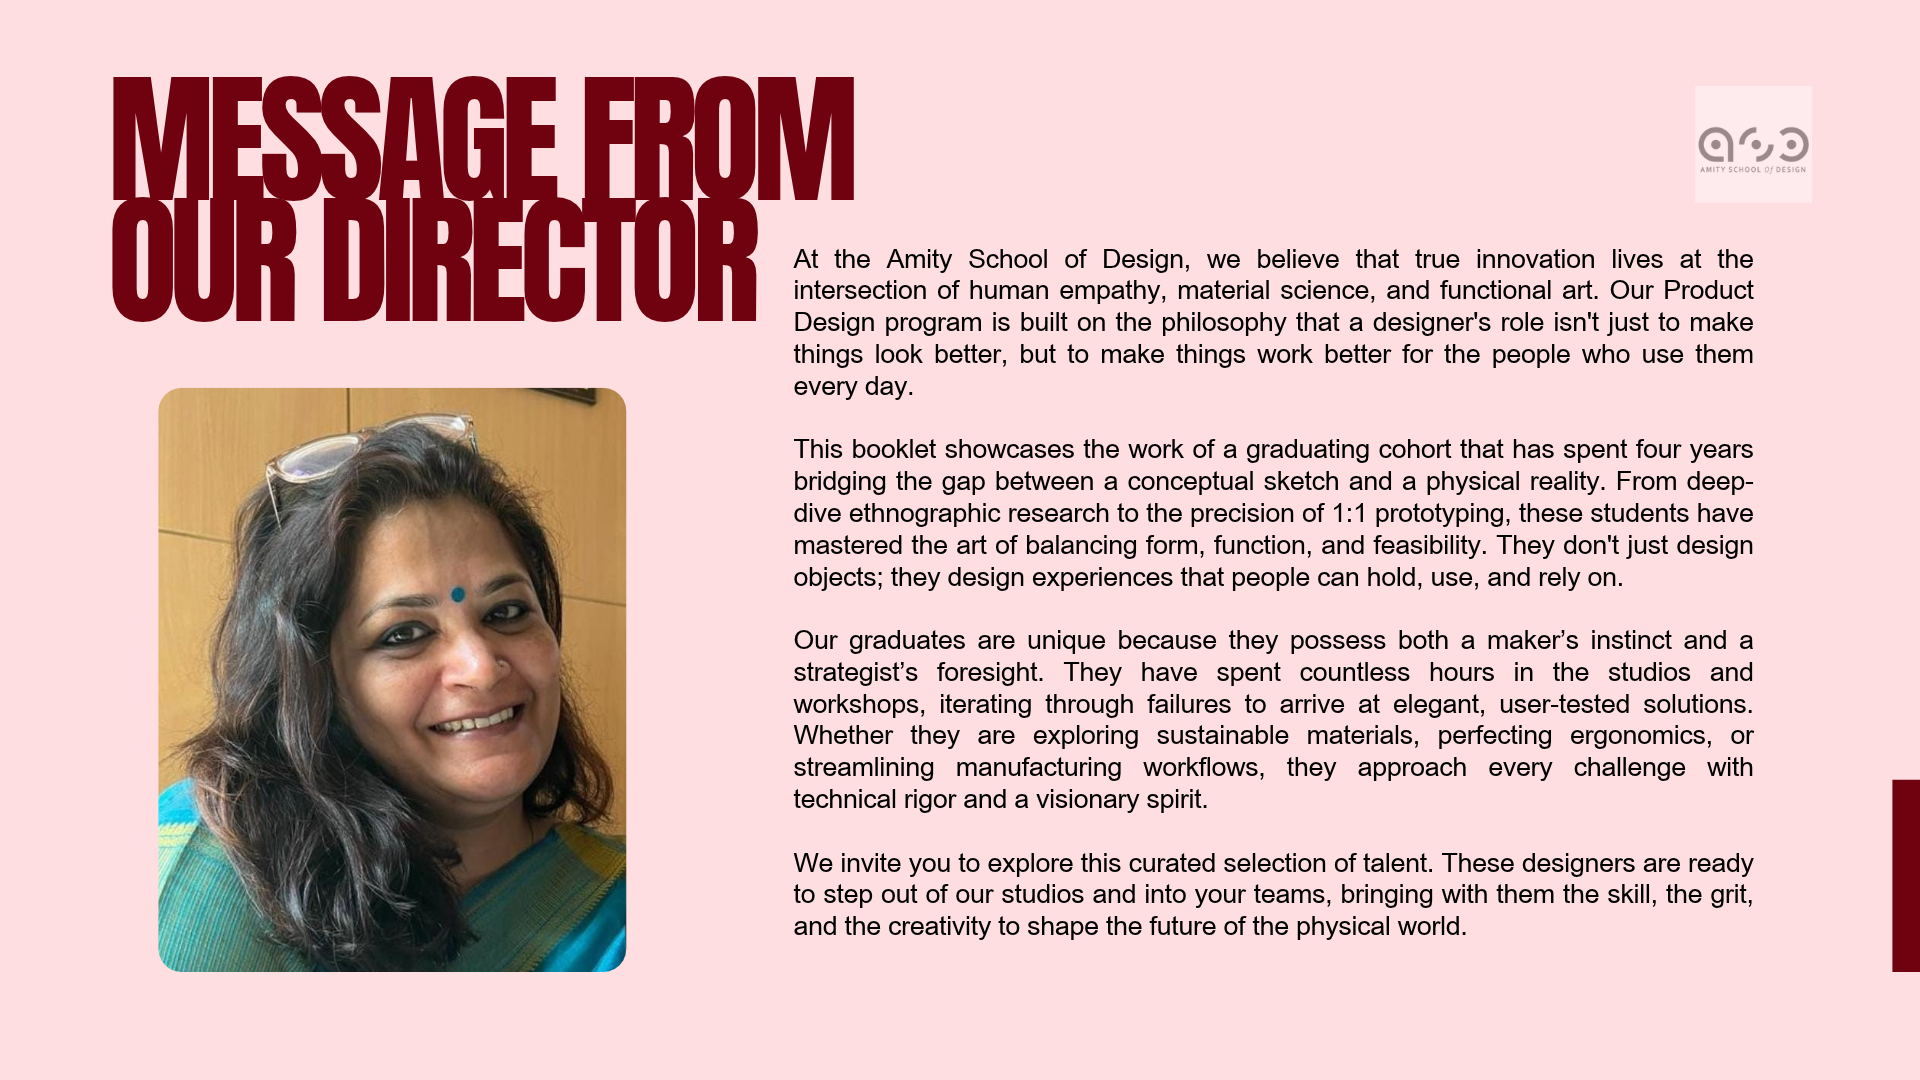 MESSAGE FROM
OUR DIRECTOR
AMITY SCHOOL of DESIGN
At the Amity School of Design, we believe that true innovation lives at the
intersection of human empathy, material science, and functional art. Our Product
Design program is built on the philosophy that a designer's role isn't just to make
things look better, but to make things work better for the people who use them
every day.
This booklet showcases the work of a graduating cohort that has spent four years
bridging the gap between a conceptual sketch and a physical reality. From deep-
dive ethnographic research to the precision of 1:1 prototyping, these students have
mastered the art of balancing form, function, and feasibility. They don't just design
objects; they design experiences that people can hold, use, and rely on.
Our graduates are unique because they possess both a maker’s instinct and a
strategist’s foresight. They have spent countless hours in the studios and
workshops, iterating through failures to arrive at elegant, user-tested solutions.
Whether they are exploring sustainable materials, perfecting ergonomics, or
streamlining manufacturing workflows, they approach every challenge with
technical rigor and a visionary spirit.
We invite you to explore this curated selection of talent. These designers are ready
to step out of our studios and into your teams, bringing with them the skill, the grit,
and the creativity to shape the future of the physical world.